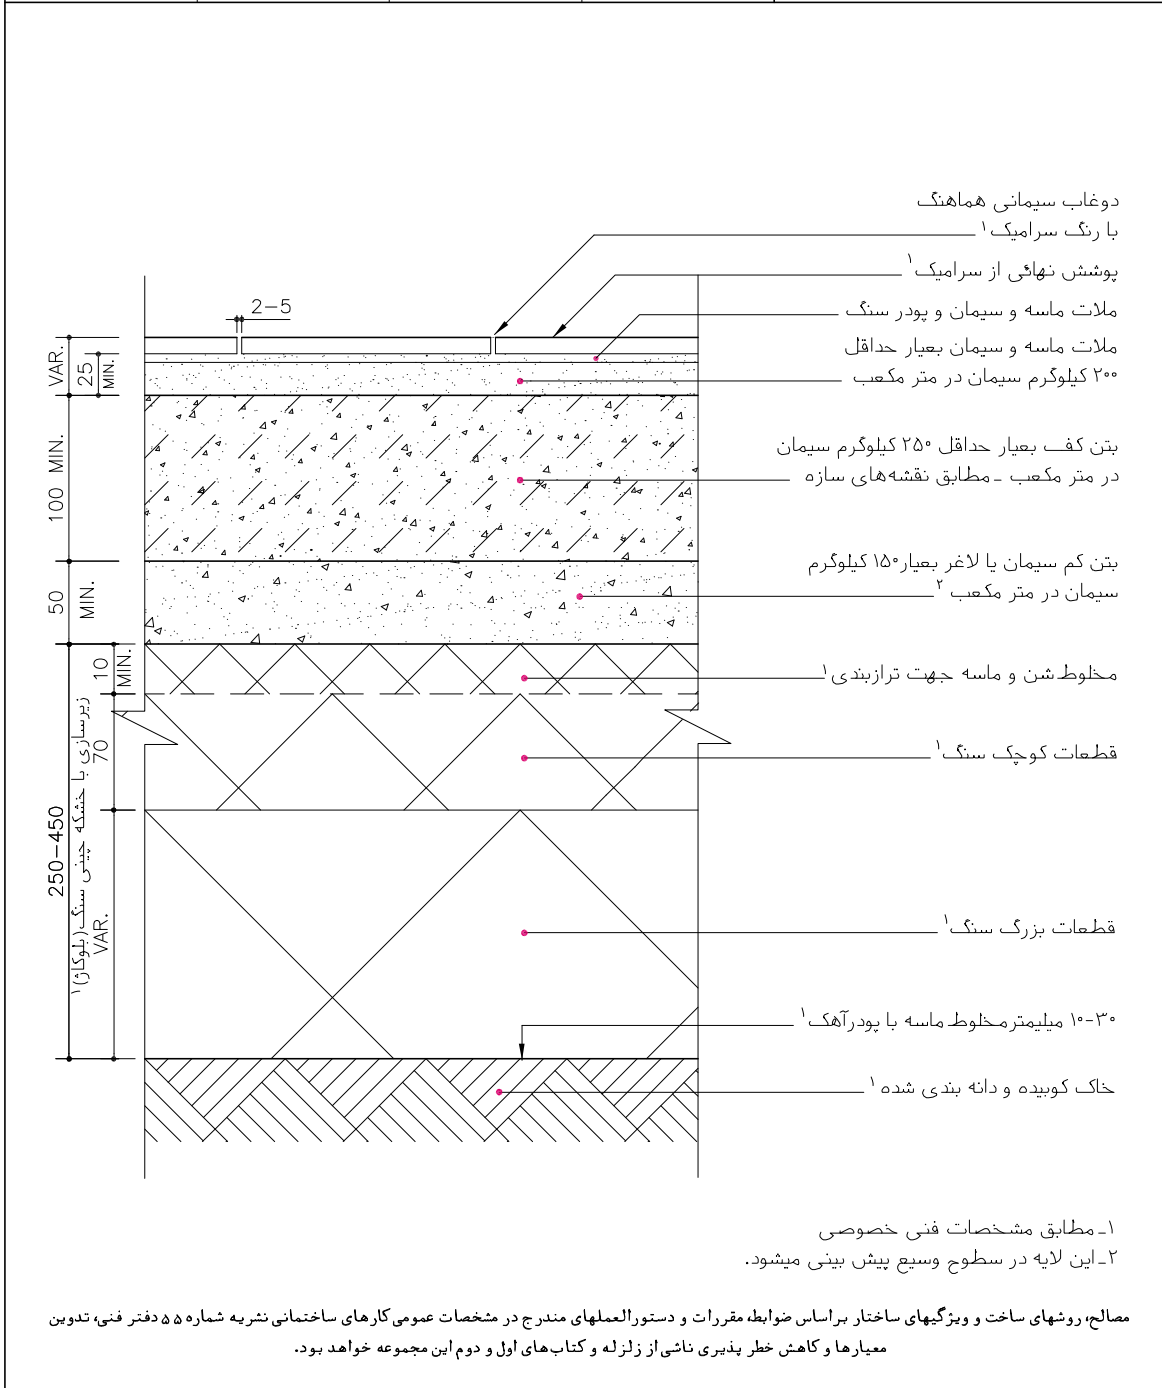 دوغاب سیمانی هماهنگ
با رنگ سرامیک ۱
پوشش نهائی از سرامیک ۱
ملات ماسه و سیمان و پودر سنگ
ملات ماسه و سیمان بعیار حداقل
۲۰۰ کیلوگرم سیمان در متر مکعب
بتن کف بعیار حداقل ۲۵۰ کیلوگرم سیمان
در متر مکعب ـ مطابق نقشه‌های سازه
بتن کم سیمان یا لاغر بعیار ۱۵۰ کیلوگرم
سیمان در متر مکعب ۲
مخلوط شن و ماسه جهت ترازبندی ۱
قطعات کوچک سنگ ۱
قطعات بزرگ سنگ ۱
۱۰-۳۰ میلیمتر مخلوط ماسه با پودرآهک ۱
خاک کوبیده و دانه بندی شده ۱
2-5
VAR.
25
MIN.
100 MIN.
50
MIN.
10
MIN.
70
VAR.
250-450
زیرسازی با خشکه چینی سنگ (بلوکاژ) ۱
۱ـ مطابق مشخصات فنی خصوصی
۲ـ این لایه در سطوح وسیع پیش بینی میشود.
مصالح، روشهای ساخت و ویژگیهای ساختار براساس ضوابط، مقررات و دستورالعملهای مندرج در مشخصات عمومی کارهای ساختمانی نشریه شماره ۵۵ دفتر فنی، تدوین
معیارها و کاهش خطر پذیری ناشی از زلزله و کتاب‌های اول و دوم این مجموعه خواهد بود.